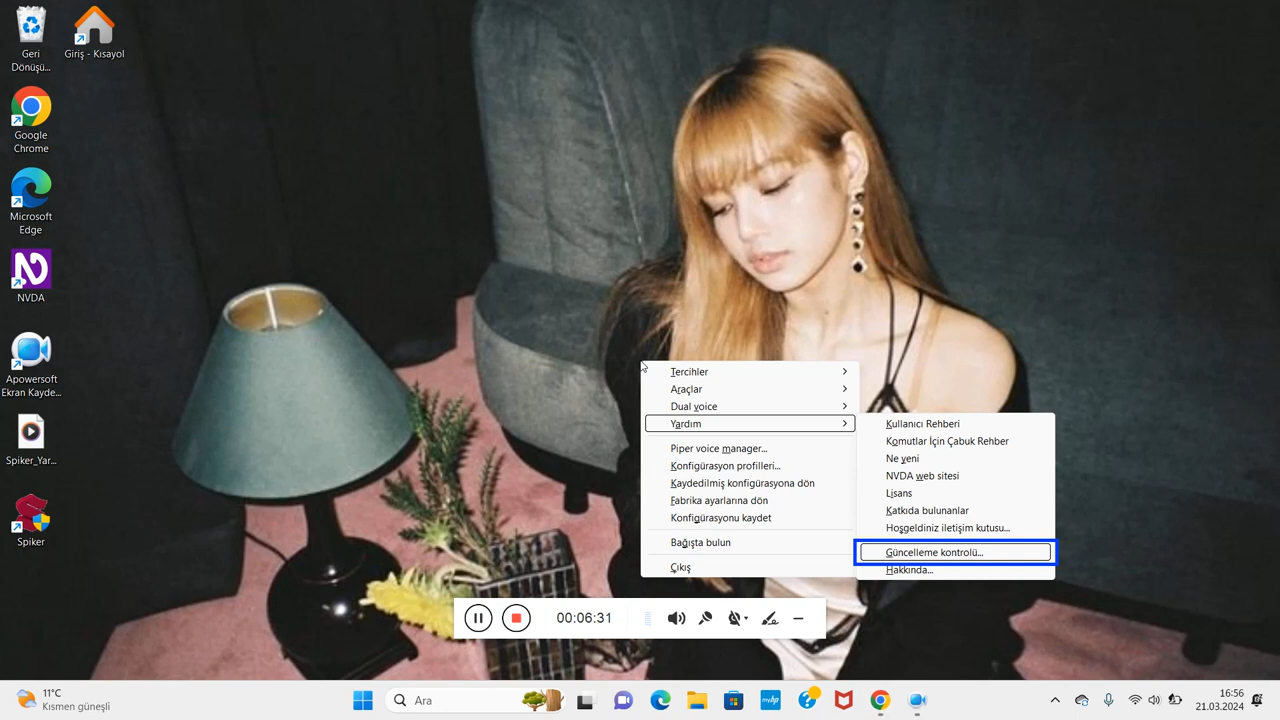 Geri
Dönüşü...
Giriş - Kısayol
Google
Chrome
Microsoft
Edge
NVDA
Apowersoft
Ekran Kayde...
Spiker_Yar...
Spiker
Tercihler
Araçlar
Dual voice
Yardım
Piper voice manager...
Konfigürasyon profilleri...
Kaydedilmiş konfigürasyona dön
Fabrika ayarlarına dön
Konfigürasyonu kaydet
Bağışta bulun
Çıkış
Kullanıcı Rehberi
Komutlar İçin Çabuk Rehber
Ne yeni
NVDA web sitesi
Lisans
Katkıda bulunanlar
Hoşgeldiniz iletişim kutusu...
Güncelleme kontrolü...
Hakkında...
00:06:31
11°C
Kısmen güneşli
Ara
myhp
16:56
21.03.2024